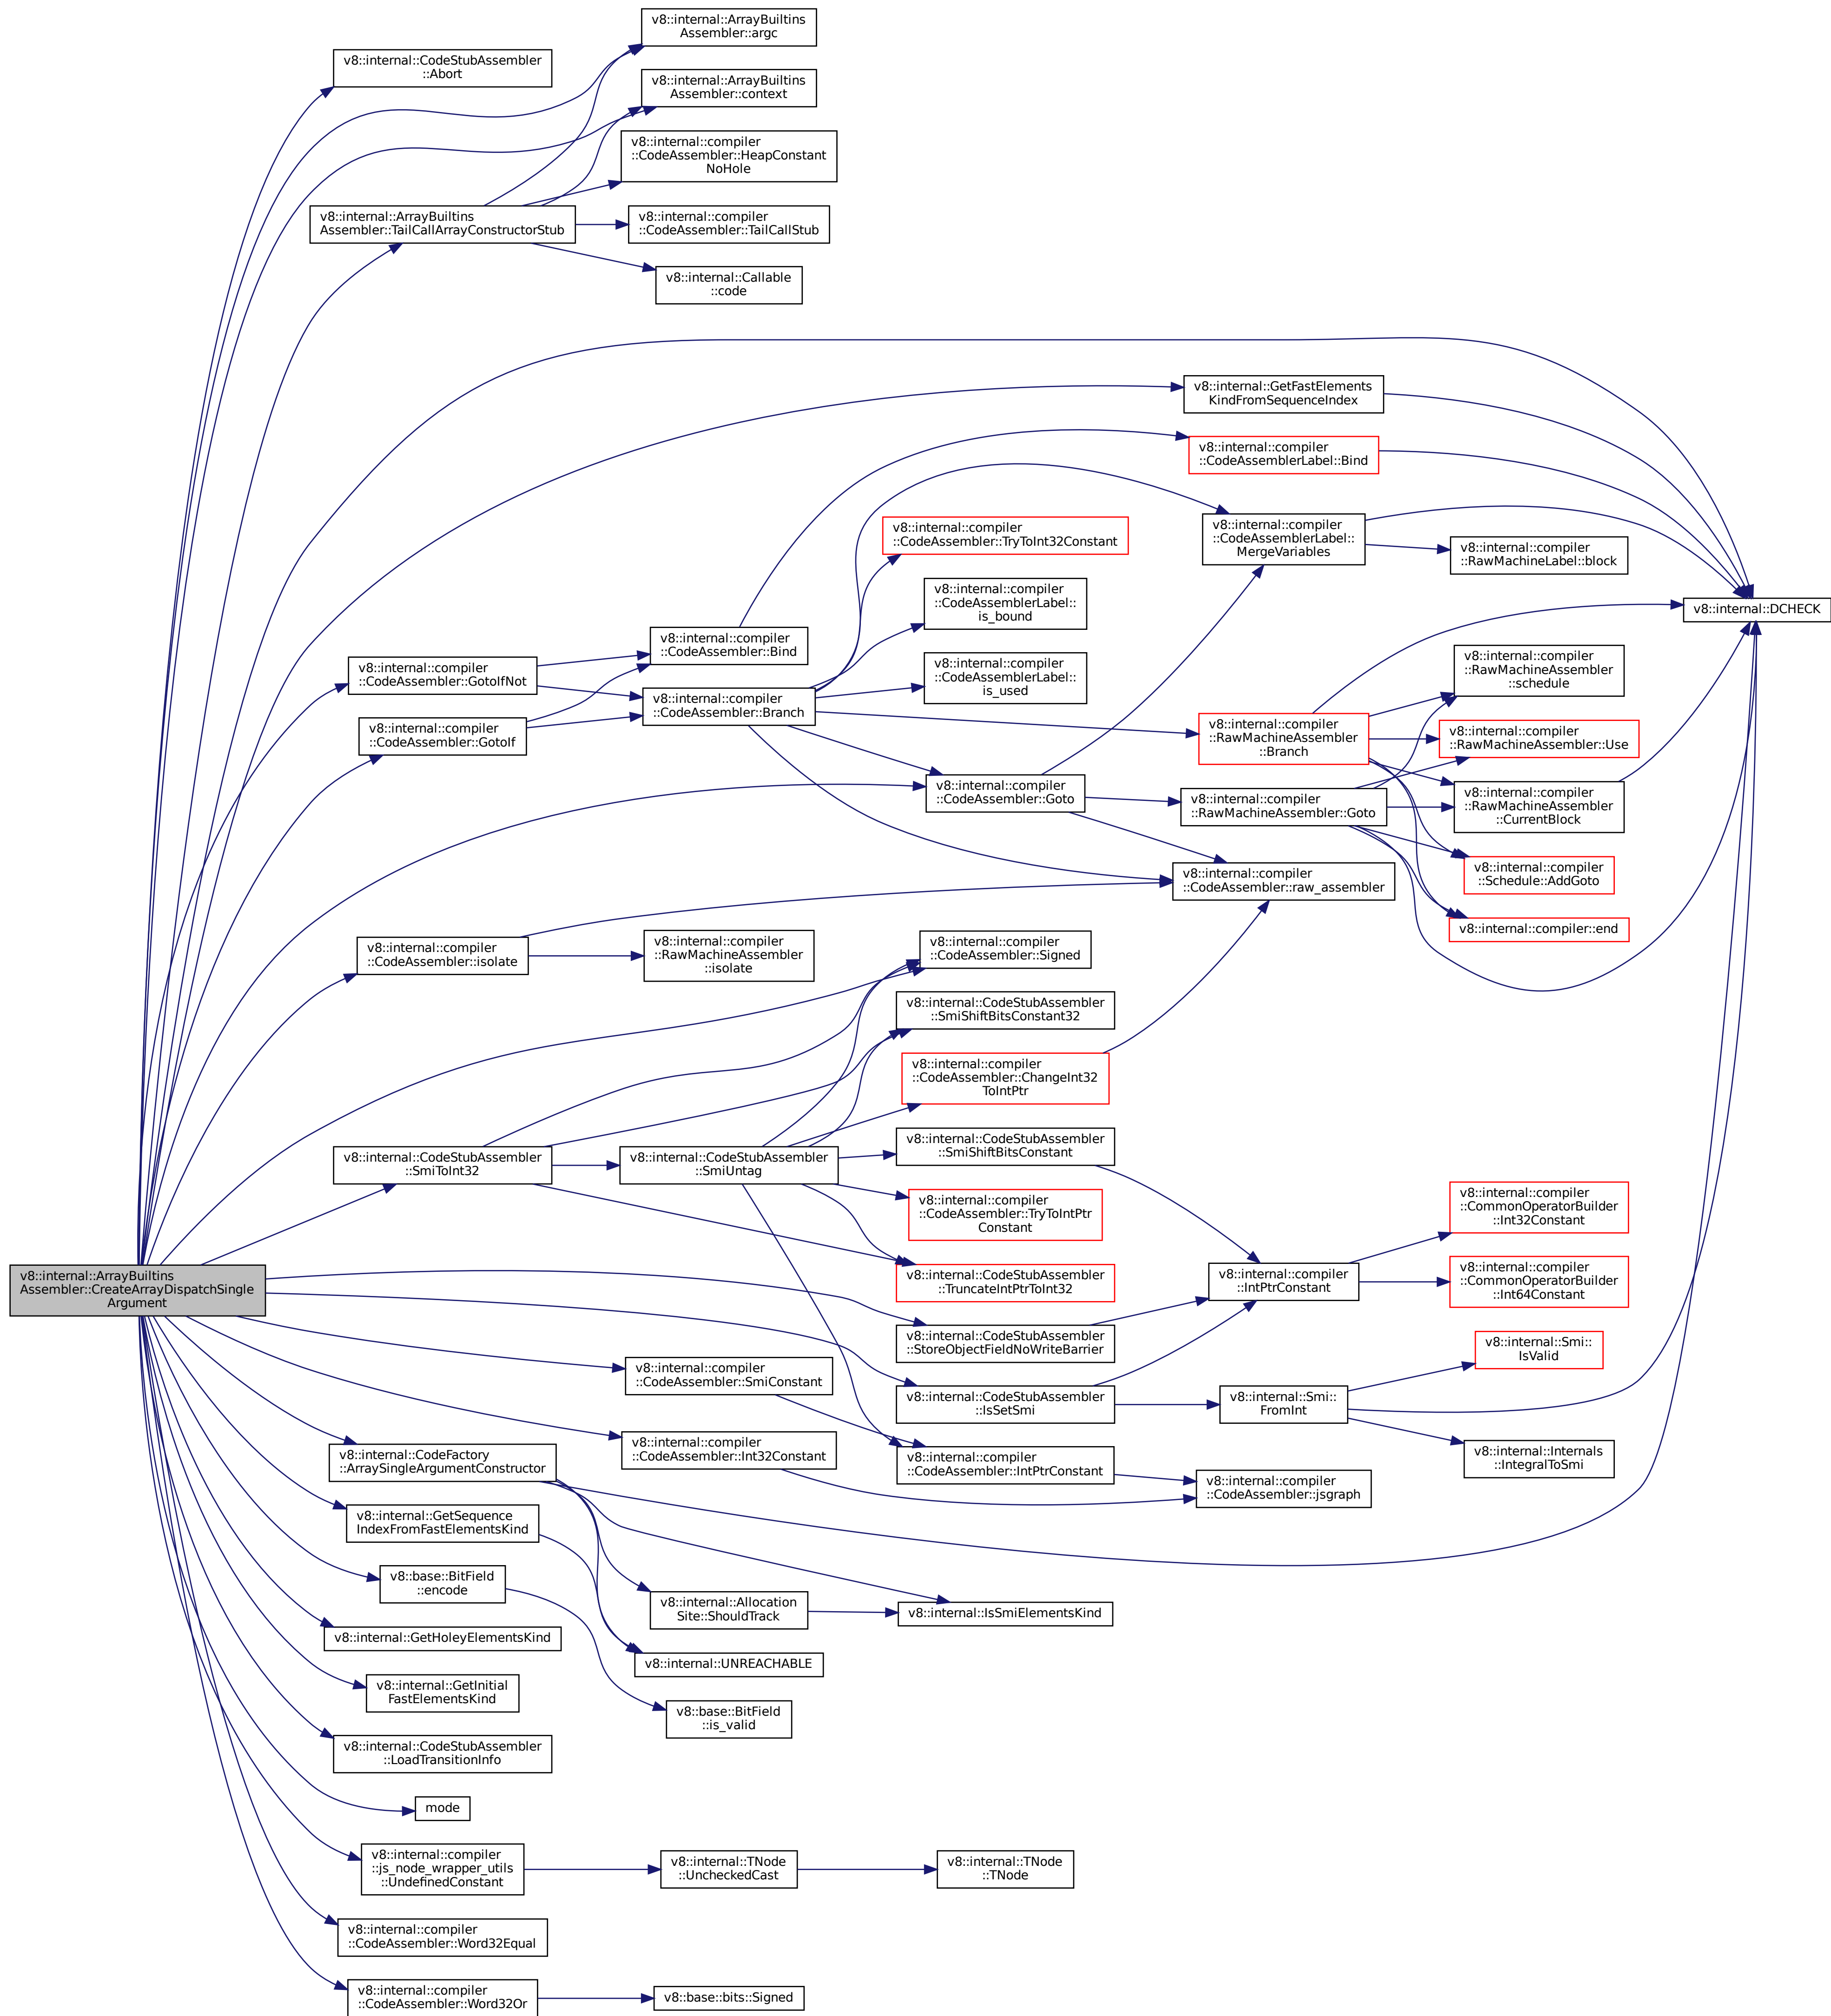 v8::internal::ArrayBuiltins
Assembler::argc
v8::internal::CodeStubAssembler
::Abort
v8::internal::ArrayBuiltins
Assembler::context
v8::internal::compiler
::CodeAssembler::HeapConstant
NoHole
v8::internal::ArrayBuiltins
Assembler::TailCallArrayConstructorStub
v8::internal::compiler
::CodeAssembler::TailCallStub
v8::internal::Callable
::code
v8::internal::GetFastElements
KindFromSequenceIndex
v8::internal::compiler
::CodeAssemblerLabel::Bind
v8::internal::compiler
::CodeAssembler::TryToInt32Constant
v8::internal::compiler
::CodeAssemblerLabel::
MergeVariables
v8::internal::compiler
::RawMachineLabel::block
v8::internal::compiler
::CodeAssemblerLabel::
is_bound
v8::internal::DCHECK
v8::internal::compiler
::CodeAssembler::Bind
v8::internal::compiler
::CodeAssembler::GotoIfNot
v8::internal::compiler
::CodeAssemblerLabel::
is_used
v8::internal::compiler
::RawMachineAssembler
::schedule
v8::internal::compiler
::CodeAssembler::Branch
v8::internal::compiler
::CodeAssembler::GotoIf
v8::internal::compiler
::RawMachineAssembler
::Branch
v8::internal::compiler
::RawMachineAssembler::Use
v8::internal::compiler
::CodeAssembler::Goto
v8::internal::compiler
::RawMachineAssembler::Goto
v8::internal::compiler
::RawMachineAssembler
::CurrentBlock
v8::internal::compiler
::CodeAssembler::raw_assembler
v8::internal::compiler
::Schedule::AddGoto
v8::internal::compiler::end
v8::internal::compiler
::CodeAssembler::isolate
v8::internal::compiler
::RawMachineAssembler
::isolate
v8::internal::compiler
::CodeAssembler::Signed
v8::internal::CodeStubAssembler
::SmiShiftBitsConstant32
v8::internal::compiler
::CodeAssembler::ChangeInt32
ToIntPtr
v8::internal::CodeStubAssembler
::SmiToInt32
v8::internal::CodeStubAssembler
::SmiUntag
v8::internal::CodeStubAssembler
::SmiShiftBitsConstant
v8::internal::compiler
::CodeAssembler::TryToIntPtr
Constant
v8::internal::compiler
::CommonOperatorBuilder
::Int32Constant
v8::internal::ArrayBuiltins
Assembler::CreateArrayDispatchSingle
Argument
v8::internal::CodeStubAssembler
::TruncateIntPtrToInt32
v8::internal::compiler
::IntPtrConstant
v8::internal::compiler
::CommonOperatorBuilder
::Int64Constant
v8::internal::CodeStubAssembler
::StoreObjectFieldNoWriteBarrier
v8::internal::Smi::
IsValid
v8::internal::compiler
::CodeAssembler::SmiConstant
v8::internal::CodeStubAssembler
::IsSetSmi
v8::internal::Smi::
FromInt
v8::internal::CodeFactory
::ArraySingleArgumentConstructor
v8::internal::compiler
::CodeAssembler::Int32Constant
v8::internal::compiler
::CodeAssembler::IntPtrConstant
v8::internal::Internals
::IntegralToSmi
v8::internal::compiler
::CodeAssembler::jsgraph
v8::internal::GetSequence
IndexFromFastElementsKind
v8::base::BitField
::encode
v8::internal::Allocation
Site::ShouldTrack
v8::internal::IsSmiElementsKind
v8::internal::GetHoleyElementsKind
v8::internal::UNREACHABLE
v8::internal::GetInitial
FastElementsKind
v8::base::BitField
::is_valid
v8::internal::CodeStubAssembler
::LoadTransitionInfo
mode
v8::internal::compiler
::js_node_wrapper_utils
::UndefinedConstant
v8::internal::TNode
::UncheckedCast
v8::internal::TNode
::TNode
v8::internal::compiler
::CodeAssembler::Word32Equal
v8::internal::compiler
::CodeAssembler::Word32Or
v8::base::bits::Signed